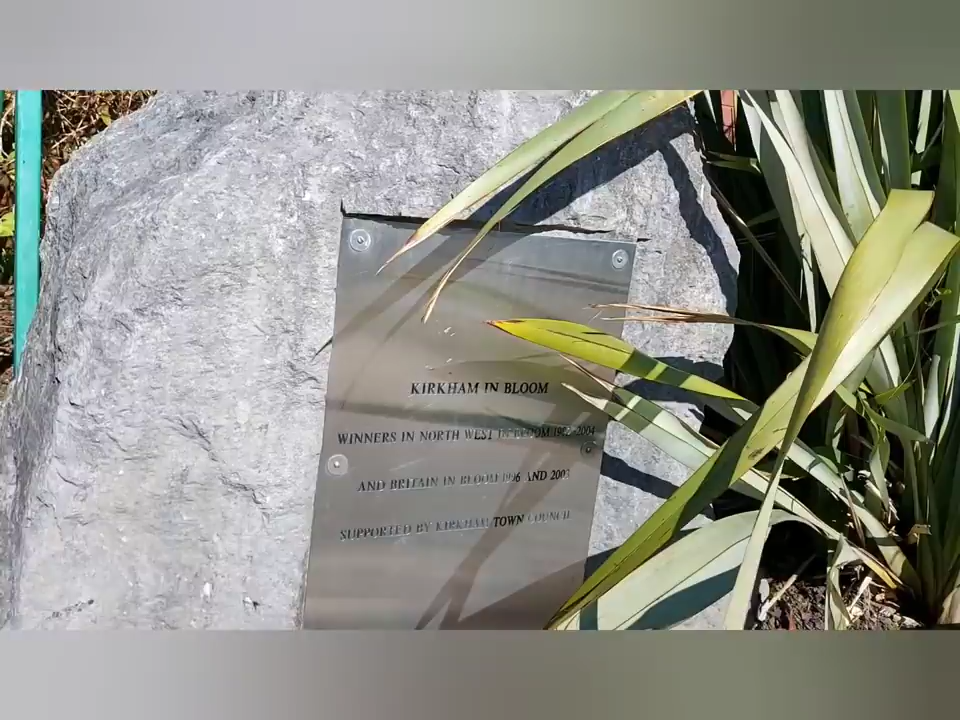 KIRKHAM IN BLOOM
WINNERS IN NORTH WEST IN BLOOM
AND BRITAIN IN BLOOM 1996 AND 2003
SUPPORTED BY KIRKHAM TOWN COUNCIL